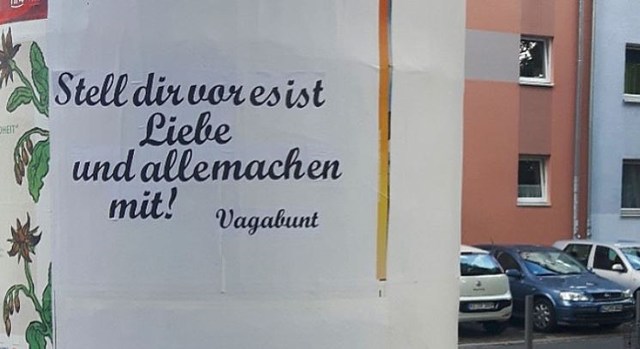 Stell dir vor es ist
Liebe
und alle machen
mit!
Vagabunt